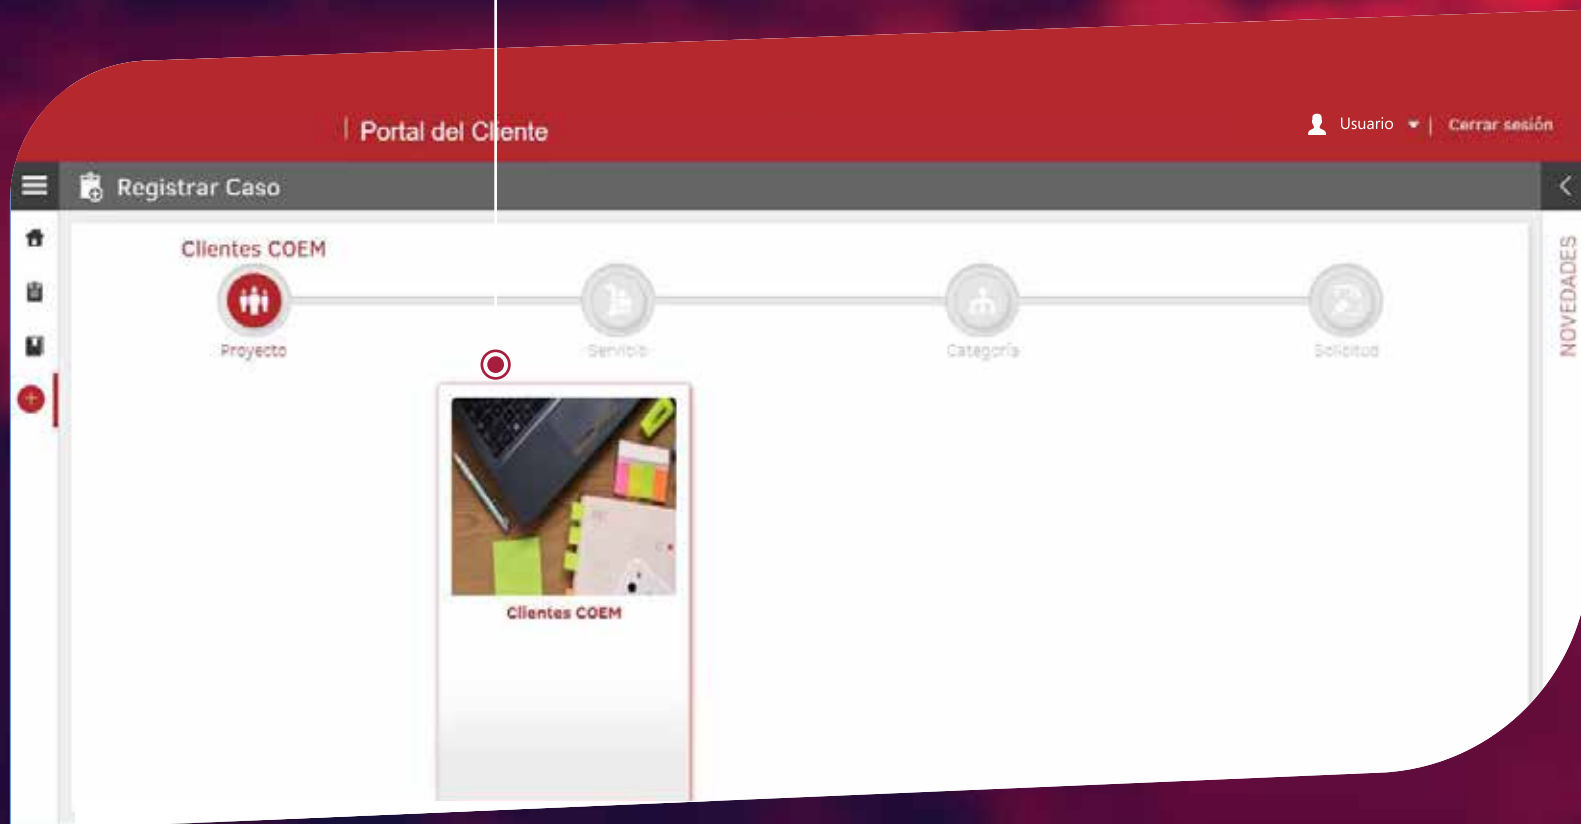 Portal del Cliente
Usuario
Cerrar sesión
Registrar Caso
Clientes COEM
Proyecto
Servicio
Categoría
Solicitud
NOVEDADES
Clientes COEM